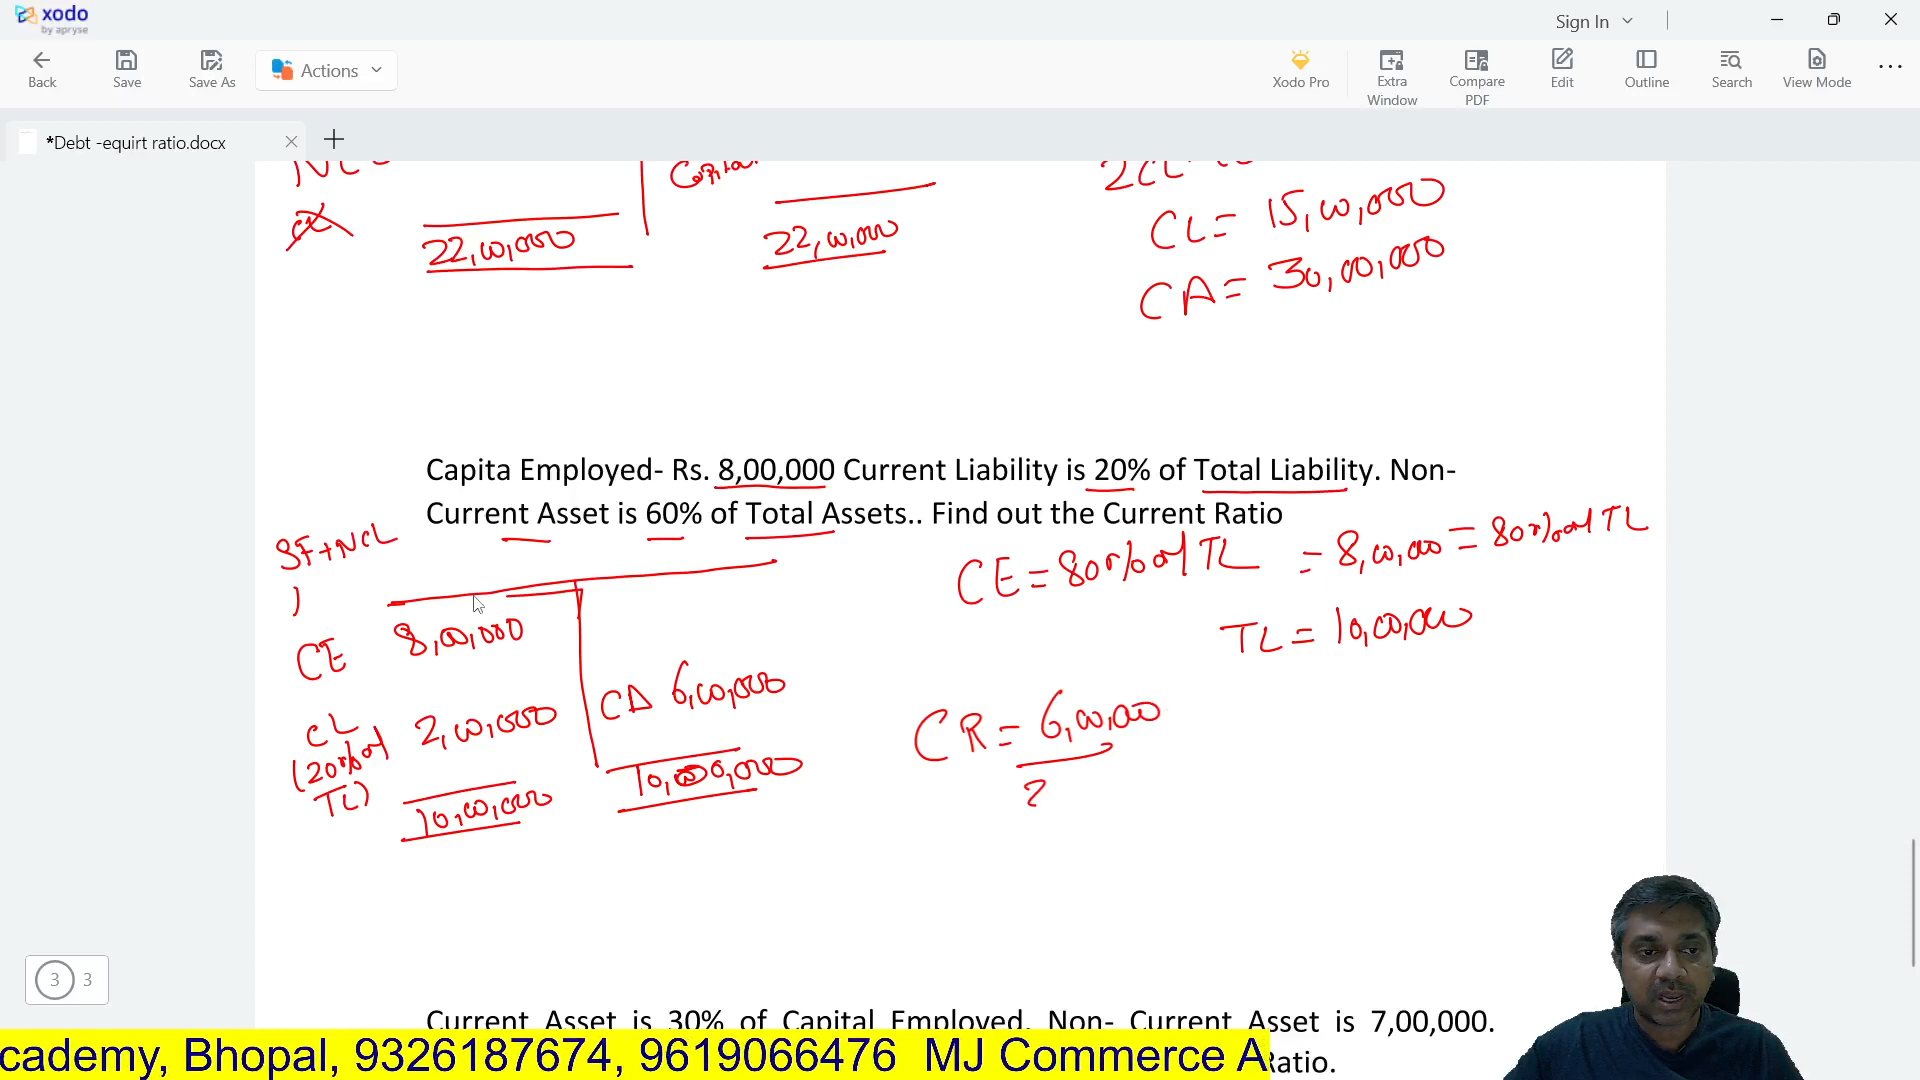 xodo
by apryse
Sign In
Back
Save
Save As
Actions
Xodo Pro
Extra Window
Compare PDF
Edit
Outline
Search
View Mode
*Debt -equirt ratio.docx
22,00,000
22,00,000
CL = 15,00,000
CA = 30,00,000
Capita Employed- Rs. 8,00,000 Current Liability is 20% of Total Liability. Non-
Current Asset is 60% of Total Assets.. Find out the Current Ratio
SF+NCL
CE = 80% of TL = 8,00,000 = 80% of TL
TL = 10,00,000
CE 8,00,000
CA 6,00,000
CL 2,00,000
(20% of
TL)
10,00,000
10,00,000
CR = 6,00,000
2
3 3
Current Asset is 30% of Capital Employed. Non- Current Asset is 7,00,000.
Ratio.
cademy, Bhopal, 9326187674, 9619066476 MJ Commerce A